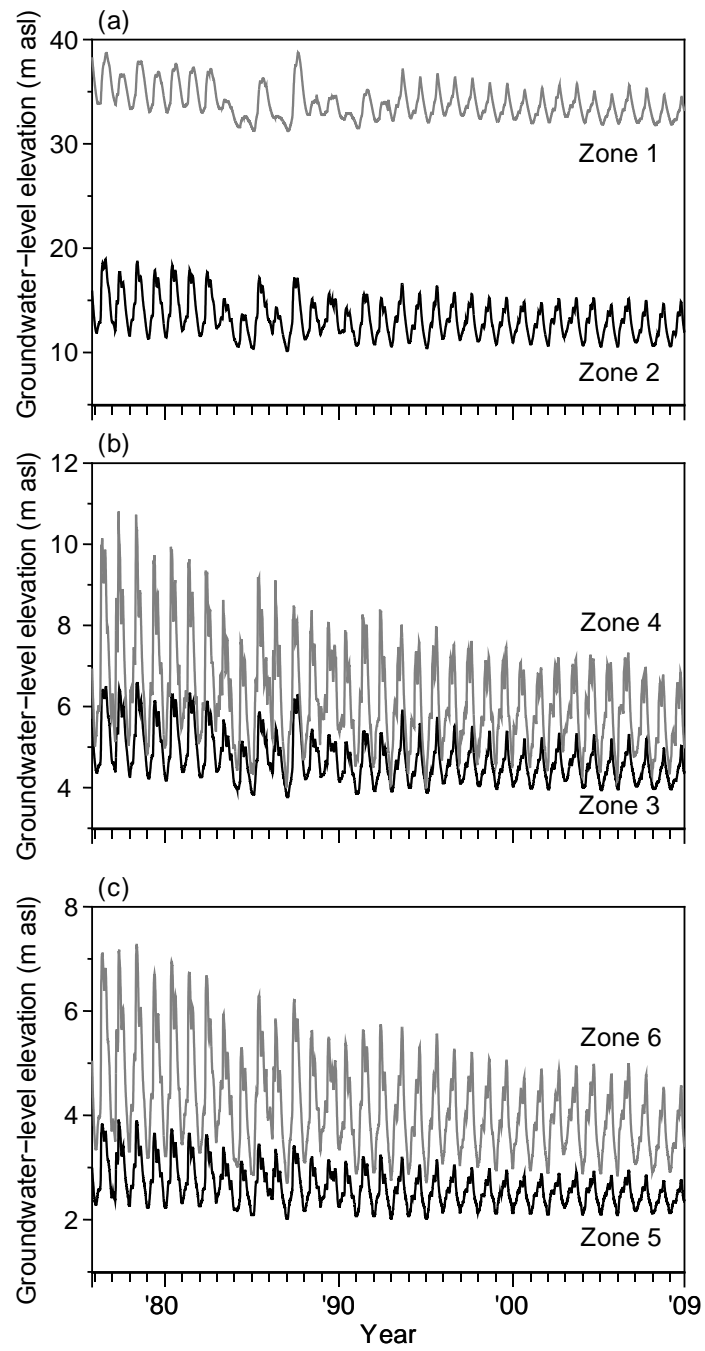 (a)
Groundwater−level elevation (m asl)
40
30
20
10
Zone 1
Zone 2
(b)
Groundwater−level elevation (m asl)
12
10
8
6
4
Zone 4
Zone 3
(c)
Groundwater−level elevation (m asl)
8
6
4
2
Zone 6
Zone 5
'80 '90 '00 '09
Year